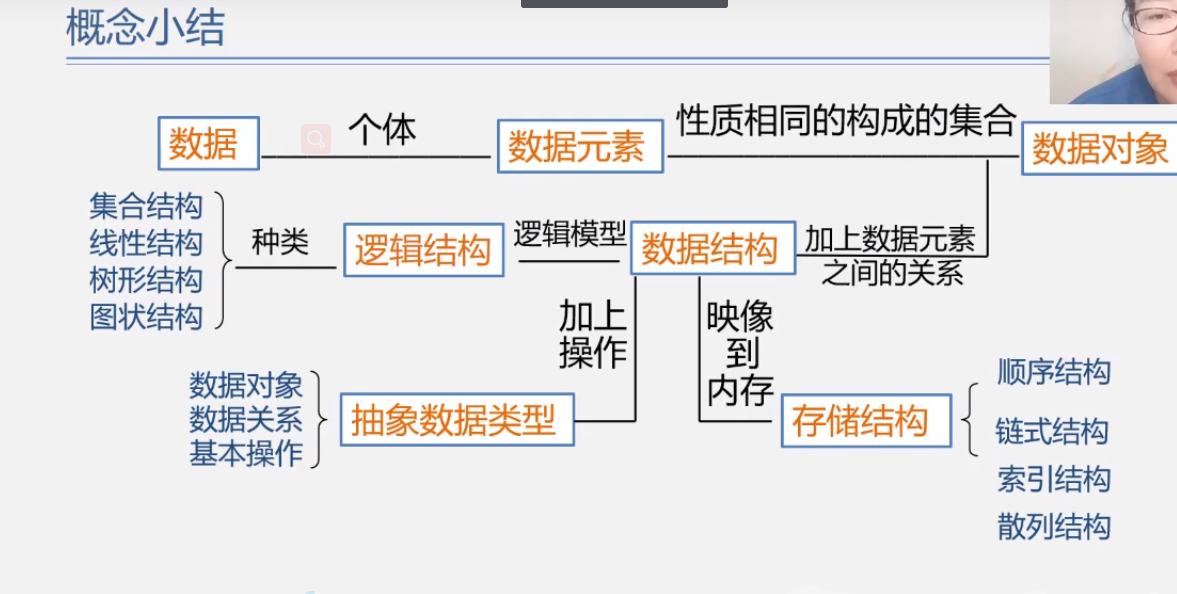 概念小结
数据
个体
数据元素
性质相同的构成的集合
数据对象
集合结构
线性结构
树形结构
图状结构
种类
逻辑结构
逻辑模型
数据结构
加上数据元素
之间的关系
加上
操作
映像
到
内存
数据对象
数据关系
基本操作
抽象数据类型
存储结构
顺序结构
链式结构
索引结构
散列结构